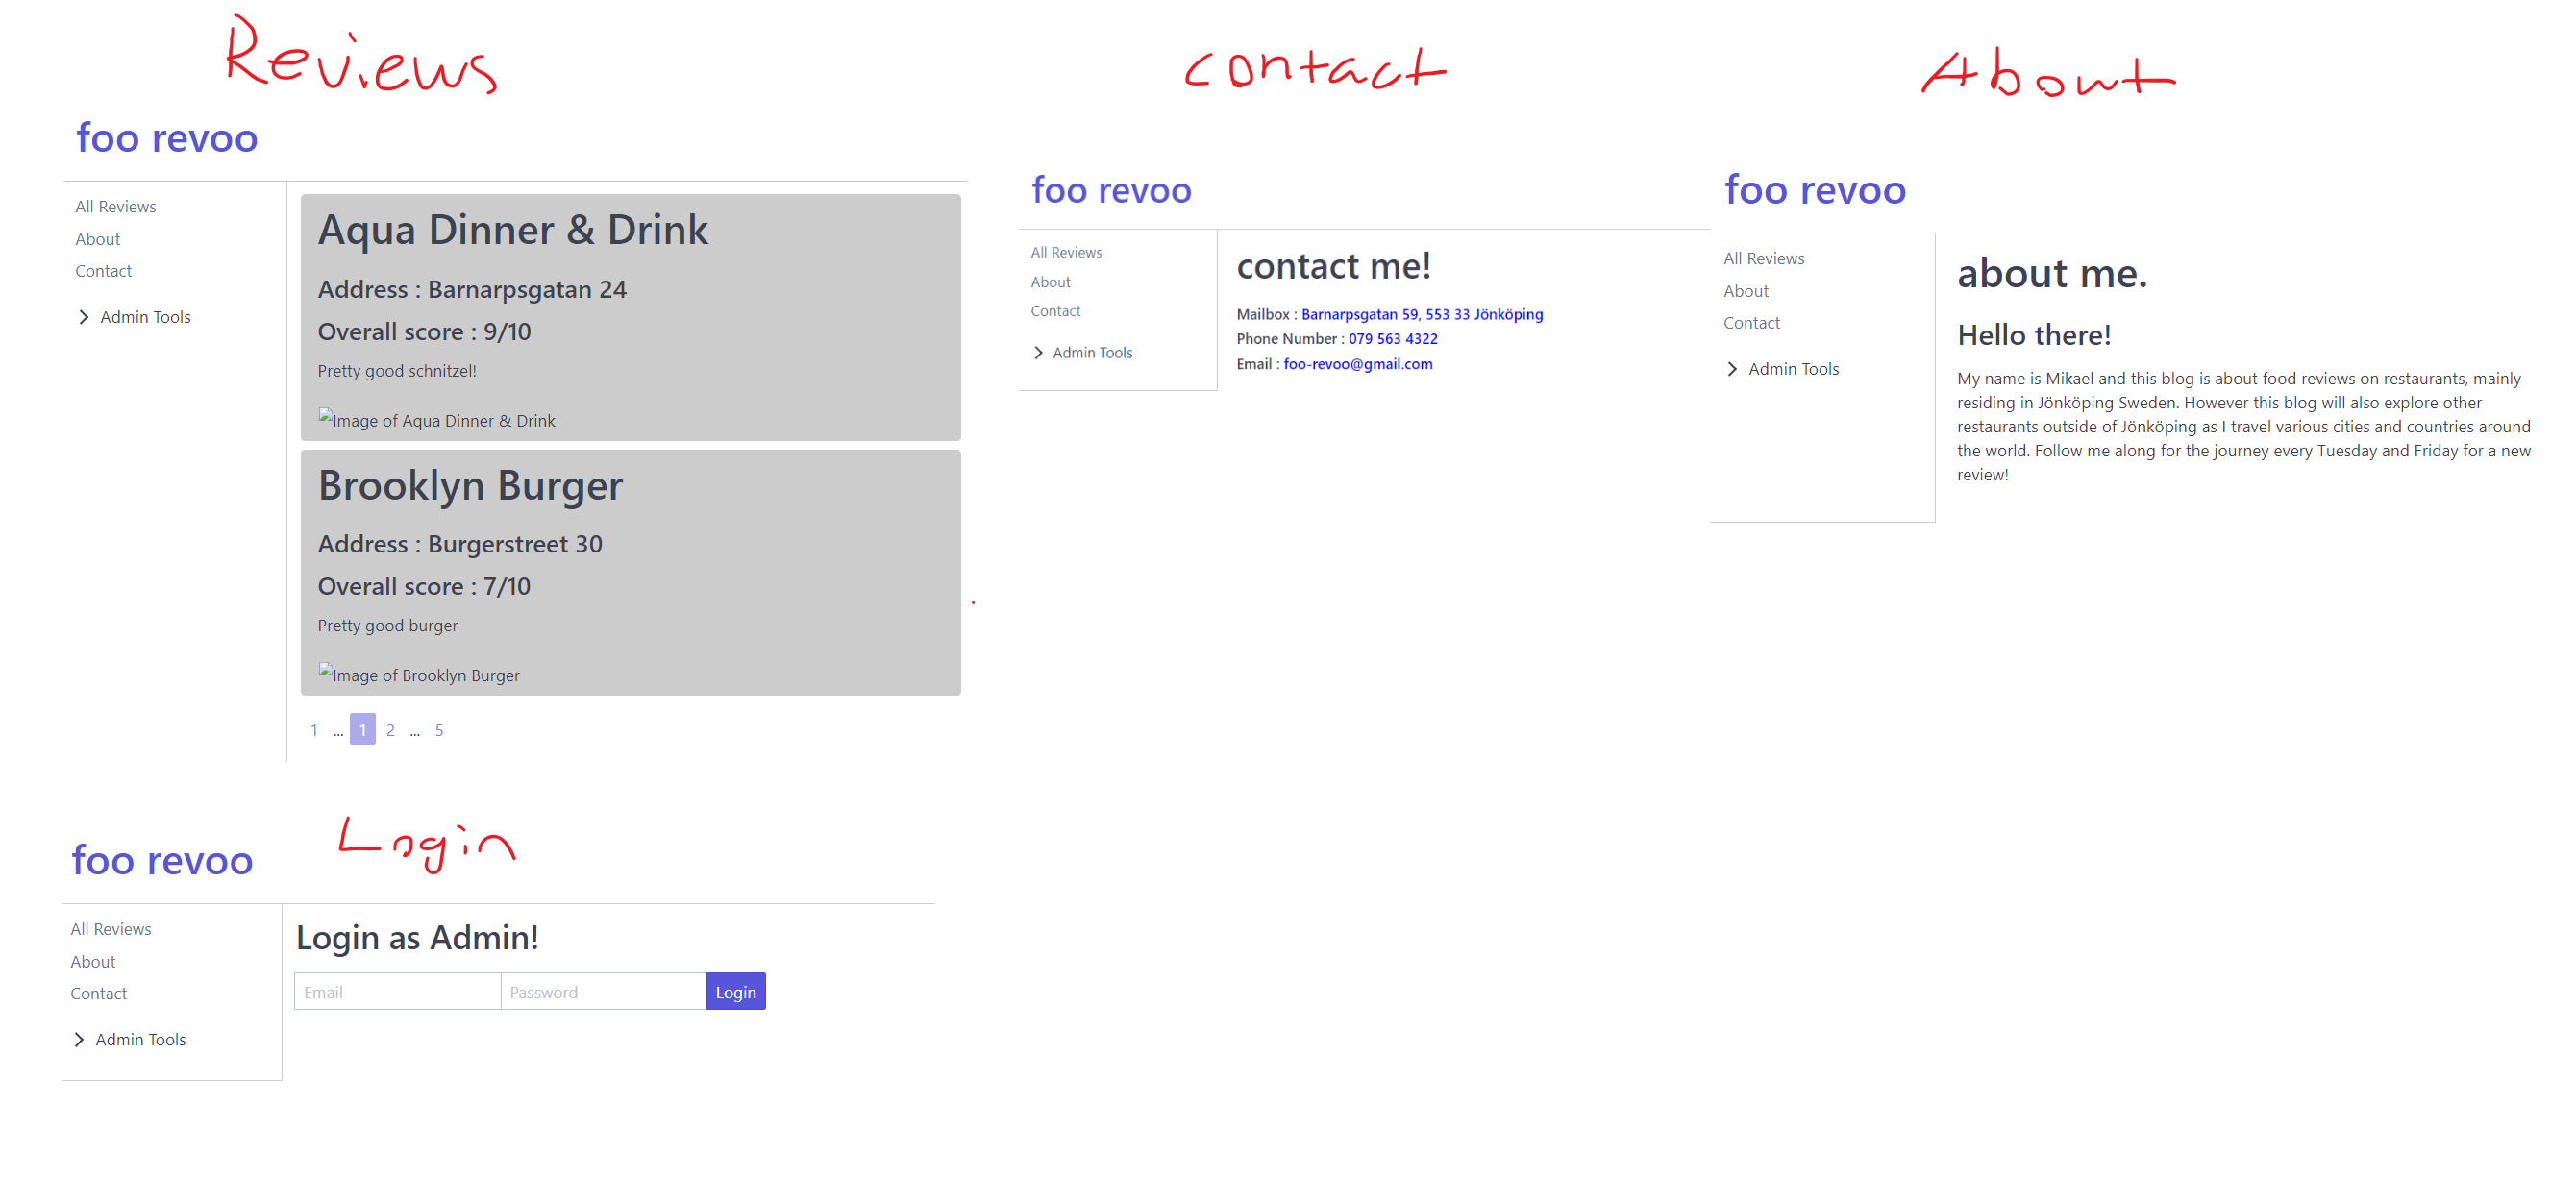 Reviews
foo revoo
All Reviews
About
Contact
Admin Tools
Aqua Dinner & Drink
Address : Barnarpsgatan 24
Overall score : 9/10
Pretty good schnitzel!
Image of Aqua Dinner & Drink
Brooklyn Burger
Address : Burgerstreet 30
Overall score : 7/10
Pretty good burger
Image of Brooklyn Burger
1 ... 1 2 ... 5
contact
foo revoo
All Reviews
About
Contact
Admin Tools
contact me!
Mailbox : Barnarpsgatan 59, 553 33 Jönköping
Phone Number : 079 563 4322
Email : foo-revoo@gmail.com
About
foo revoo
All Reviews
About
Contact
Admin Tools
about me.
Hello there!
My name is Mikael and this blog is about food reviews on restaurants, mainly
residing in Jönköping Sweden. However this blog will also explore other
restaurants outside of Jönköping as I travel various cities and countries around
the world. Follow me along for the journey every Tuesday and Friday for a new
review!
Login
foo revoo
All Reviews
About
Contact
Admin Tools
Login as Admin!
Email Password Login